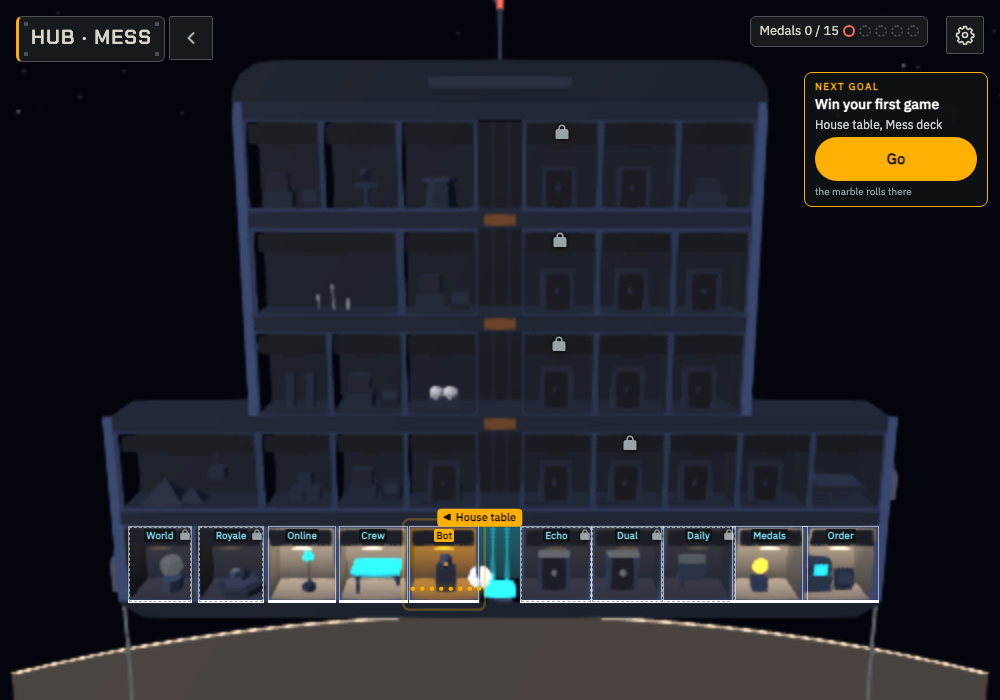 HUB · MESS
Medals 0 / 15
NEXT GOAL
Win your first game
House table, Mess deck
Go
the marble rolls there
House table
World
Royale
Online
Crew
Bot
Echo
Dual
Daily
Medals
Order